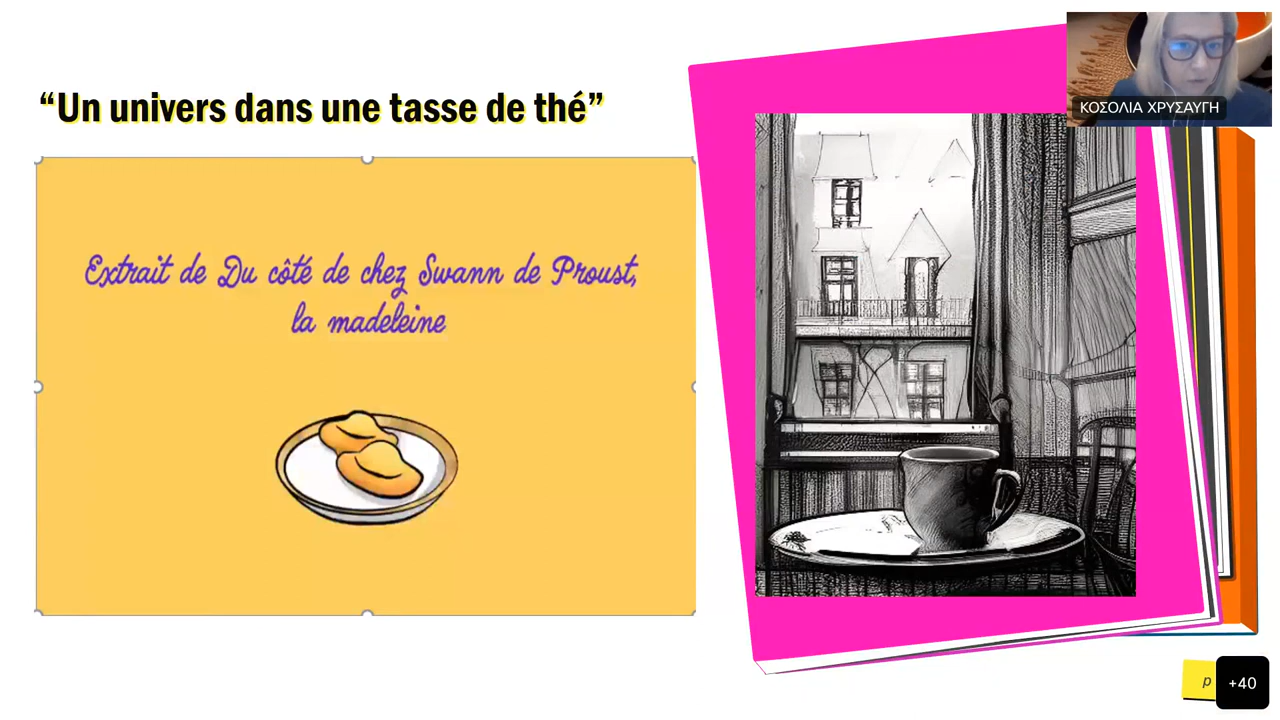 “Un univers dans une tasse de thé”
Extrait de Du côté de chez Swann de Proust,
la madeleine
ΚΟΣΟΛΙΑ ΧΡΥΣΑΥΓΗ
p
+40